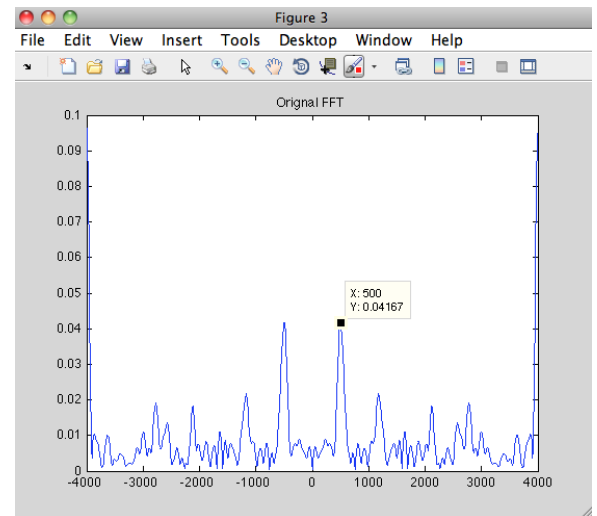 Figure 3
File Edit View Insert Tools Desktop Window Help
Orignal FFT
0.1
0.09
0.08
0.07
0.06
0.05
0.04
0.03
0.02
0.01
0
X: 500
Y: 0.04167
-4000 -3000 -2000 -1000 0 1000 2000 3000 4000